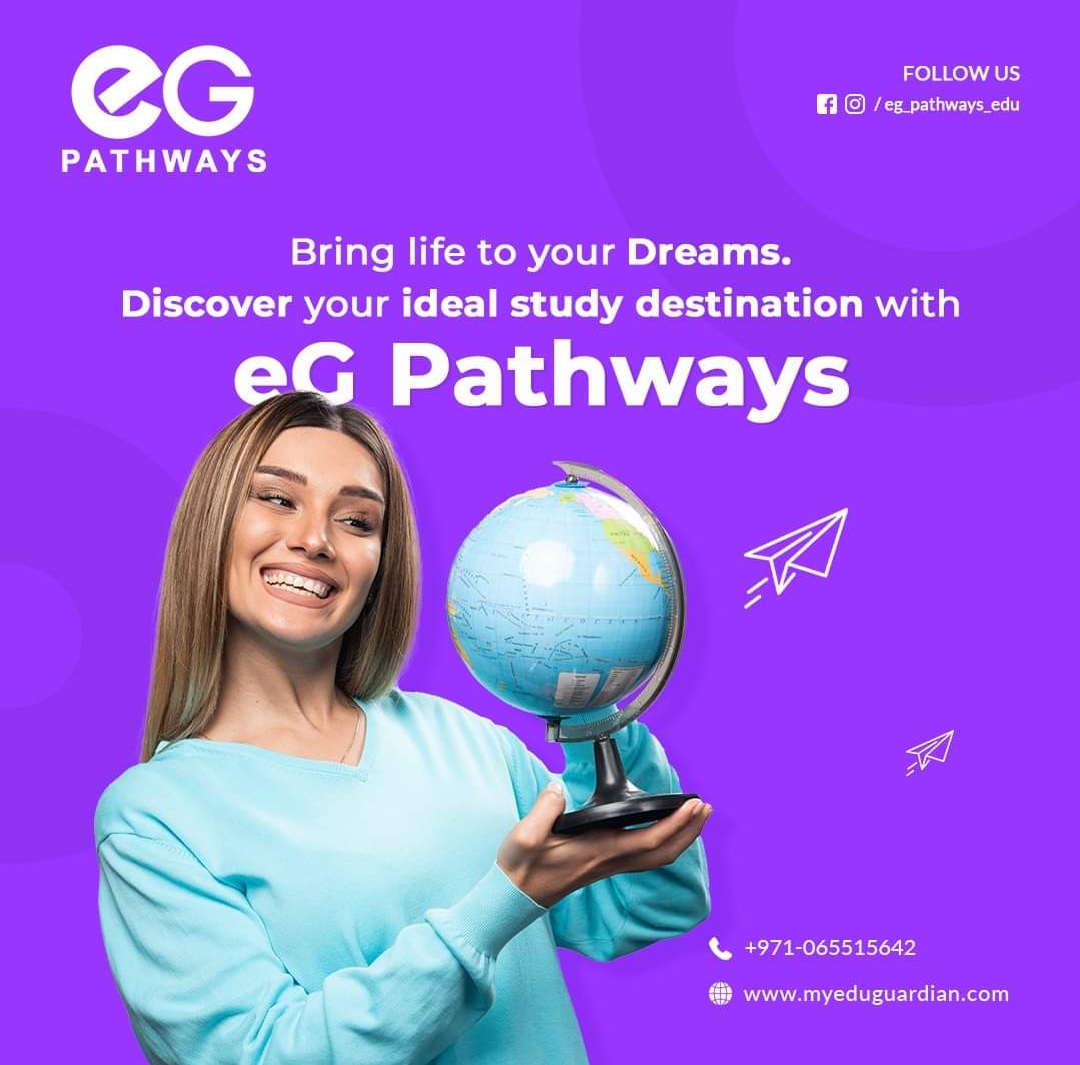 eG
PATHWAYS
FOLLOW US
/ eg_pathways_edu
Bring life to your Dreams.
Discover your ideal study destination with
eG Pathways
+971-065515642
www.myeduguardian.com